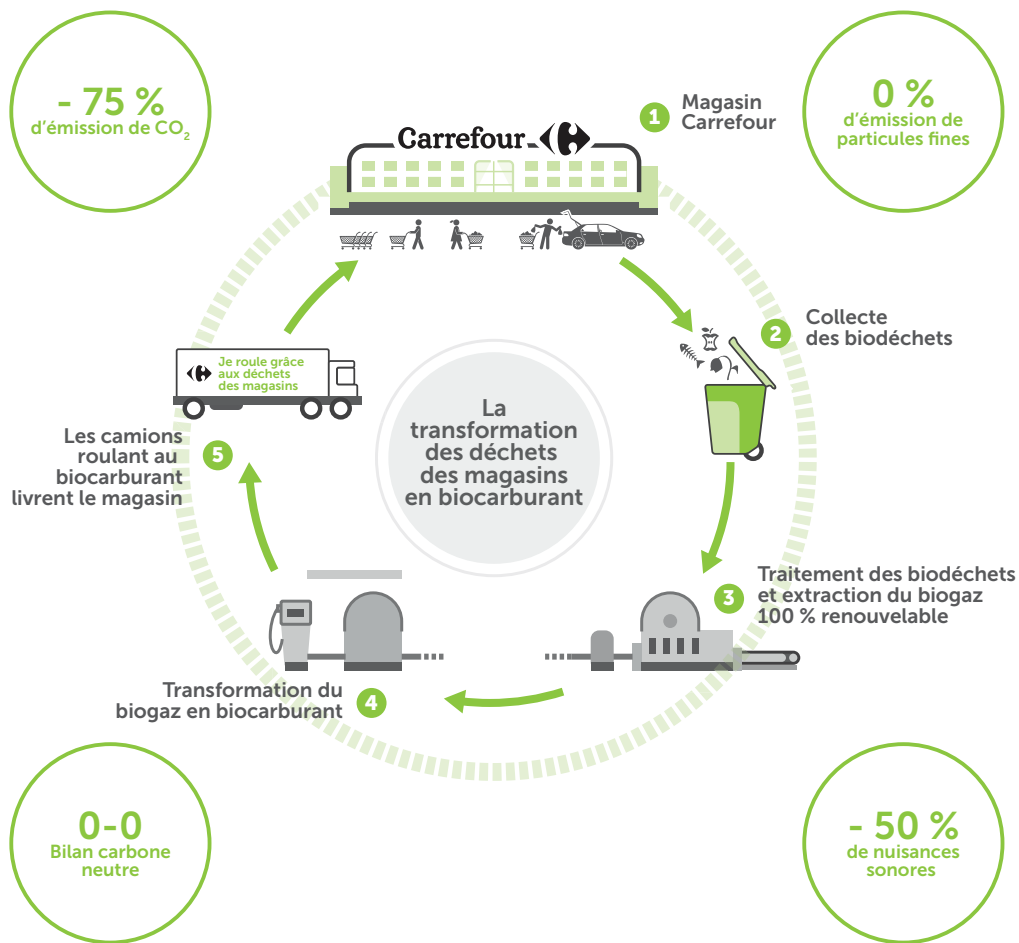 - 75 %
d'émission de CO₂
0 %
d'émission de
particules fines
Carrefour
1
Magasin
Carrefour
2
Collecte
des biodéchets
3
Traitement des biodéchets
et extraction du biogaz
100 % renouvelable
4
Transformation du
biogaz en biocarburant
5
Les camions
roulant au
biocarburant
livrent le magasin
Je roule grâce
aux déchets
des magasins
La
transformation
des déchets
des magasins
en biocarburant
0-0
Bilan carbone
neutre
- 50 %
de nuisances
sonores